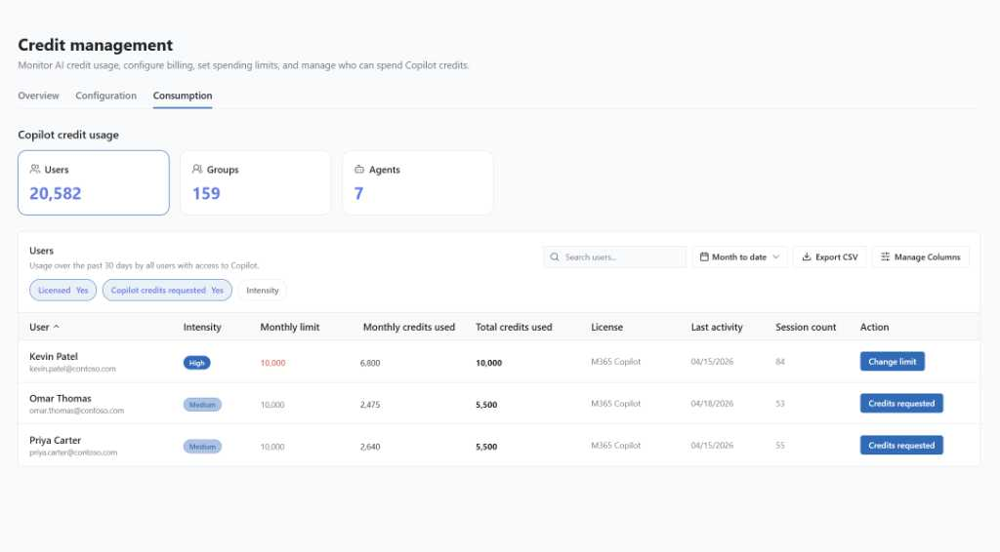 Credit management
Monitor AI credit usage, configure billing, set spending limits, and manage who can spend Copilot credits.
Overview Configuration Consumption
Copilot credit usage
Users Groups Agents
20,582 159 7
Users
Usage over the past 30 days by all users with access to Copilot.
Search users... Month to date Export CSV Manage Columns
Licensed Yes Copilot credits requested Yes Intensity
User Intensity Monthly limit Monthly credits used Total credits used License Last activity Session count Action
Kevin Patel
kevin.patel@contoso.com
High 10,000 6,800 10,000 M365 Copilot 04/15/2026 84 Change limit
Omar Thomas
omar.thomas@contoso.com
Medium 10,000 2,475 5,500 M365 Copilot 04/18/2026 53 Credits requested
Priya Carter
priya.carter@contoso.com
Medium 10,000 2,640 5,500 M365 Copilot 04/15/2026 55 Credits requested